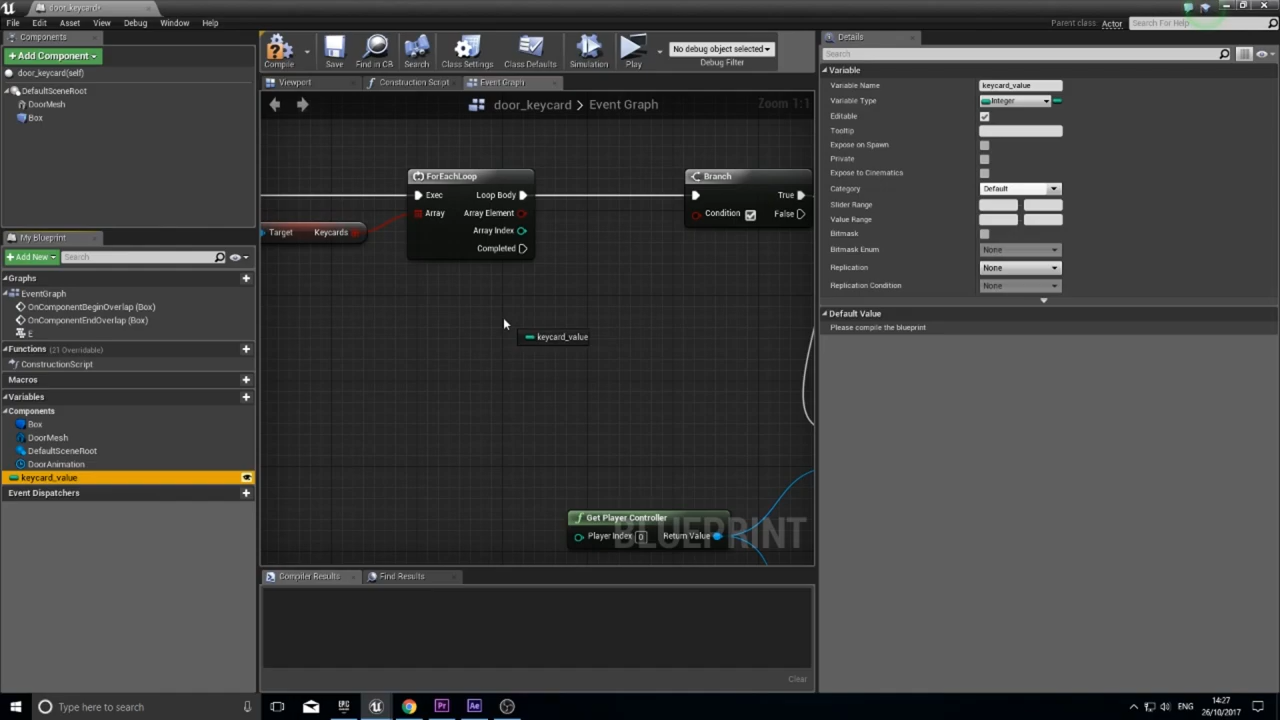 door_keycard*
File Edit Asset View Debug Window Help
Parent class: Actor
Search For Help
Components
+ Add Component
door_keycard(self)
DefaultSceneRoot
DoorMesh
Box
Compile
Save
Find in CB
Search
Class Settings
Class Defaults
Simulation
Play
No debug object selected
Debug Filter
Viewport
Construction Script
Event Graph
door_keycard > Event Graph
Zoom 1:1
ForEachLoop
Exec Loop Body
Array Array Element
Array Index
Completed
Target Keycards
Branch
True
Condition False
keycard_value
Get Player Controller
Player Index 0 Return Value
BLUEPRINT
My Blueprint
+ Add New
Search
Graphs
EventGraph
OnComponentBeginOverlap (Box)
OnComponentEndOverlap (Box)
E
Functions (21 Overridable)
ConstructionScript
Macros
Variables
Components
Box
DoorMesh
DefaultSceneRoot
DoorAnimation
keycard_value
Event Dispatchers
Compiler Results
Find Results
Clear
Details
Search
Variable
Variable Name keycard_value
Variable Type Integer
Editable
Tooltip
Expose on Spawn
Private
Expose to Cinematics
Category Default
Slider Range
Value Range
Bitmask
Bitmask Enum None
Replication None
Replication Condition None
Default Value
Please compile the blueprint
Type here to search
EPIC
Pr
Ae
ENG
14:27
26/10/2017